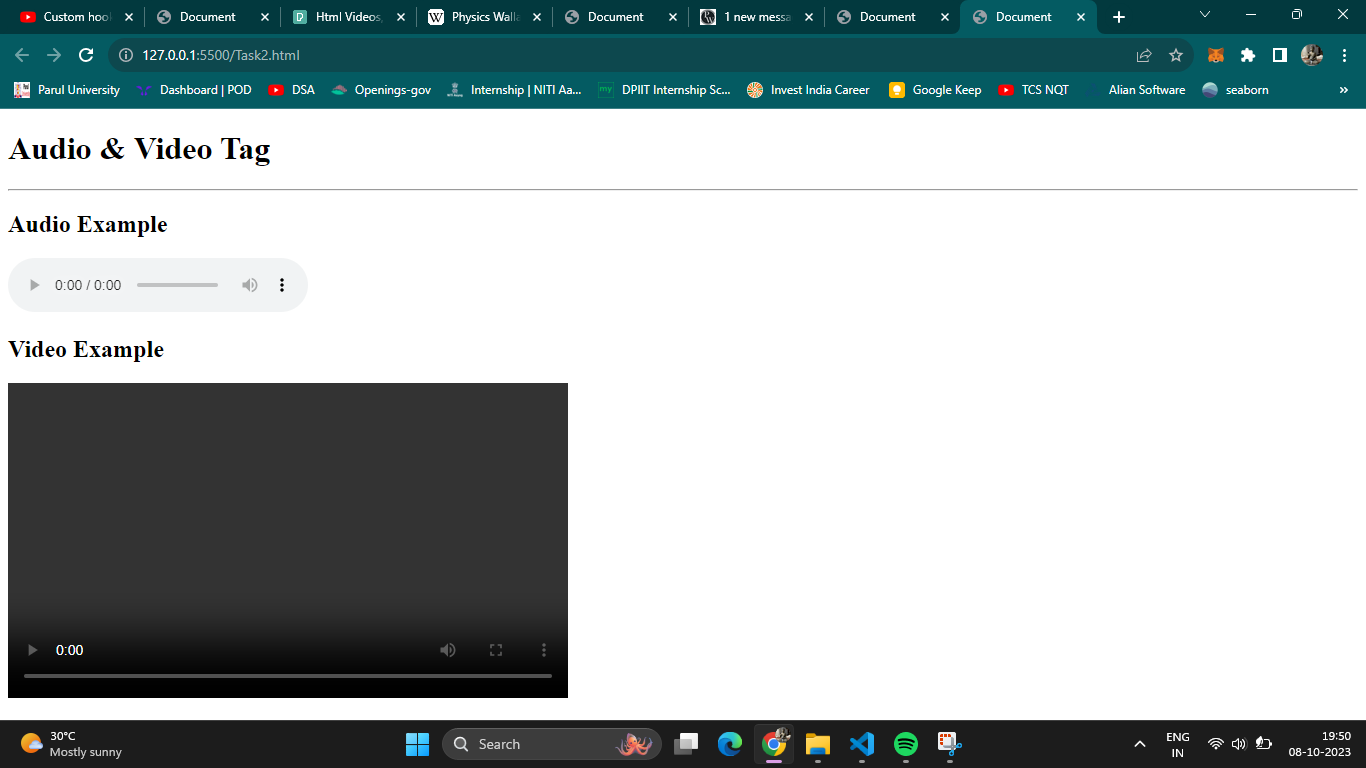 Custom hool
Document
Html Videos,
Physics Walla
Document
1 new messa
Document
Document
127.0.0.1:5500/Task2.html
Parul University
Dashboard | POD
DSA
Openings-gov
Internship | NITI Aa...
my
DPIIT Internship Sc...
Invest India Career
Google Keep
TCS NQT
Alian Software
seaborn
»
Audio & Video Tag
Audio Example
0:00 / 0:00
Video Example
0:00
30°C
Mostly sunny
Search
ENG
IN
19:50
08-10-2023